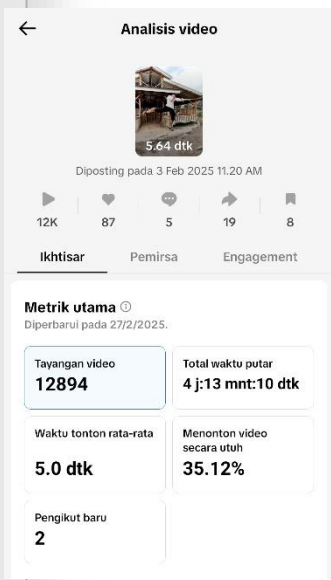 Analisis video
5.64 dtk
Diposting pada 3 Feb 2025 11.20 AM
12K 87 5 19 8
Ikhtisar Pemirsa Engagement
Metrik utama
Diperbarui pada 27/2/2025.
Tayangan video
12894
Total waktu putar
4 j:13 mnt:10 dtk
Waktu tonton rata-rata
5.0 dtk
Menonton video
secara utuh
35.12%
Pengikut baru
2